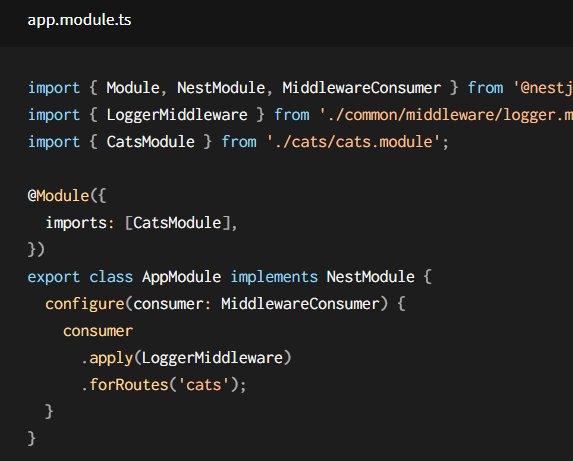 app.module.ts
import { Module, NestModule, MiddlewareConsumer } from '@nestj
import { LoggerMiddleware } from './common/middleware/logger.m
import { CatsModule } from './cats/cats.module';
@Module({
  imports: [CatsModule],
})
export class AppModule implements NestModule {
  configure(consumer: MiddlewareConsumer) {
    consumer
      .apply(LoggerMiddleware)
      .forRoutes('cats');
  }
}